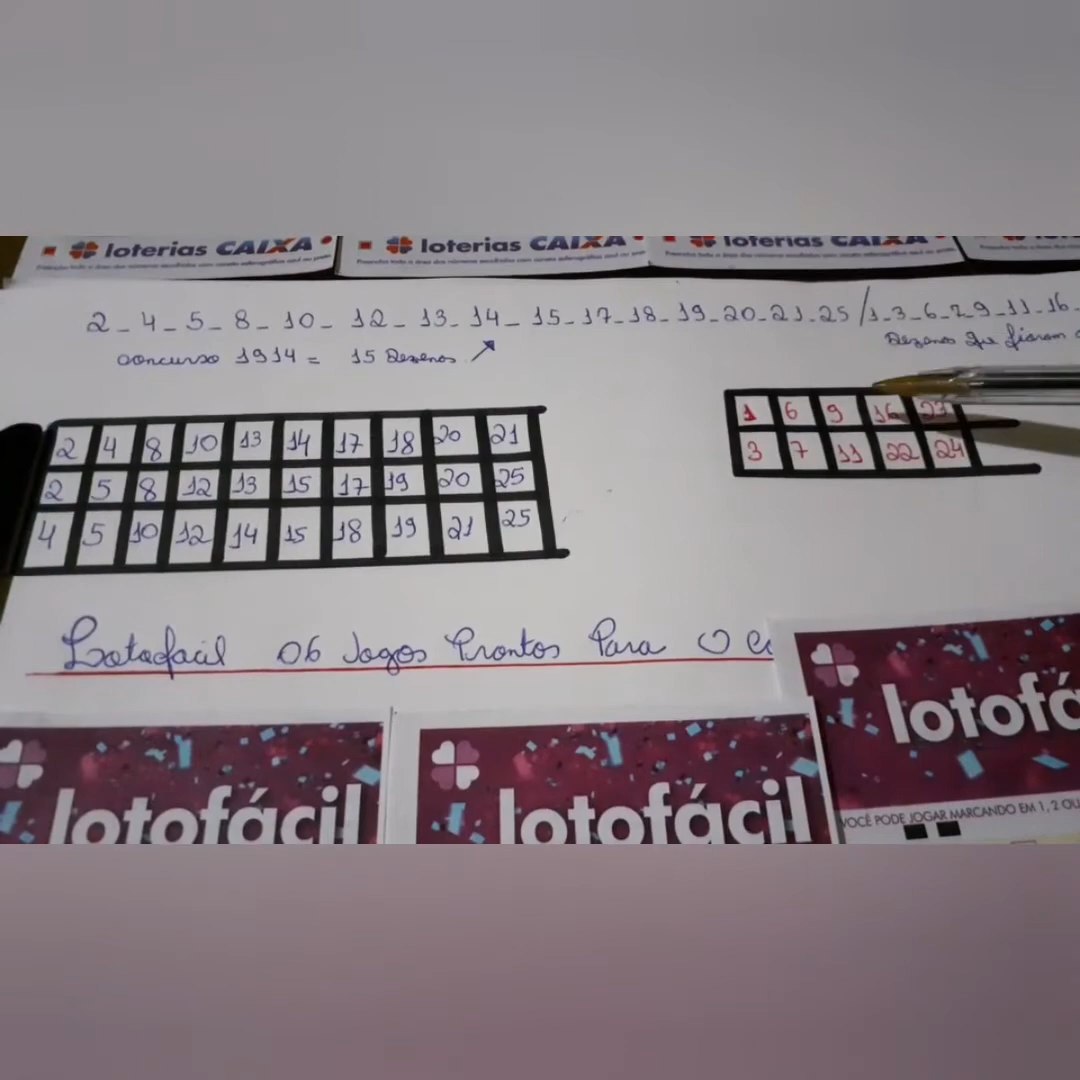 loterias CAIXA loterias CAIXA loterias CAIXA
2 - 4 - 5 - 8 - 10 - 12 - 13 - 14 - 15 - 17 - 18 - 19 - 20 - 21 - 25 / 1 - 3 - 6 - 7 - 9 - 11 - 16 -
concurso 1914 = 15 Dezenas ↗
Dezenas que ficaram
2 4 8 10 13 14 17 18 20 21
2 5 8 12 13 15 17 19 20 25
4 5 10 12 14 15 18 19 21 25
1 6 9 16 23
3 7 11 22 24
Lotofacil 06 Jogos Prontos Para O
lotofácil lotofácil lotofá
VOCÊ PODE JOGAR MARCANDO EM 1, 2 OU